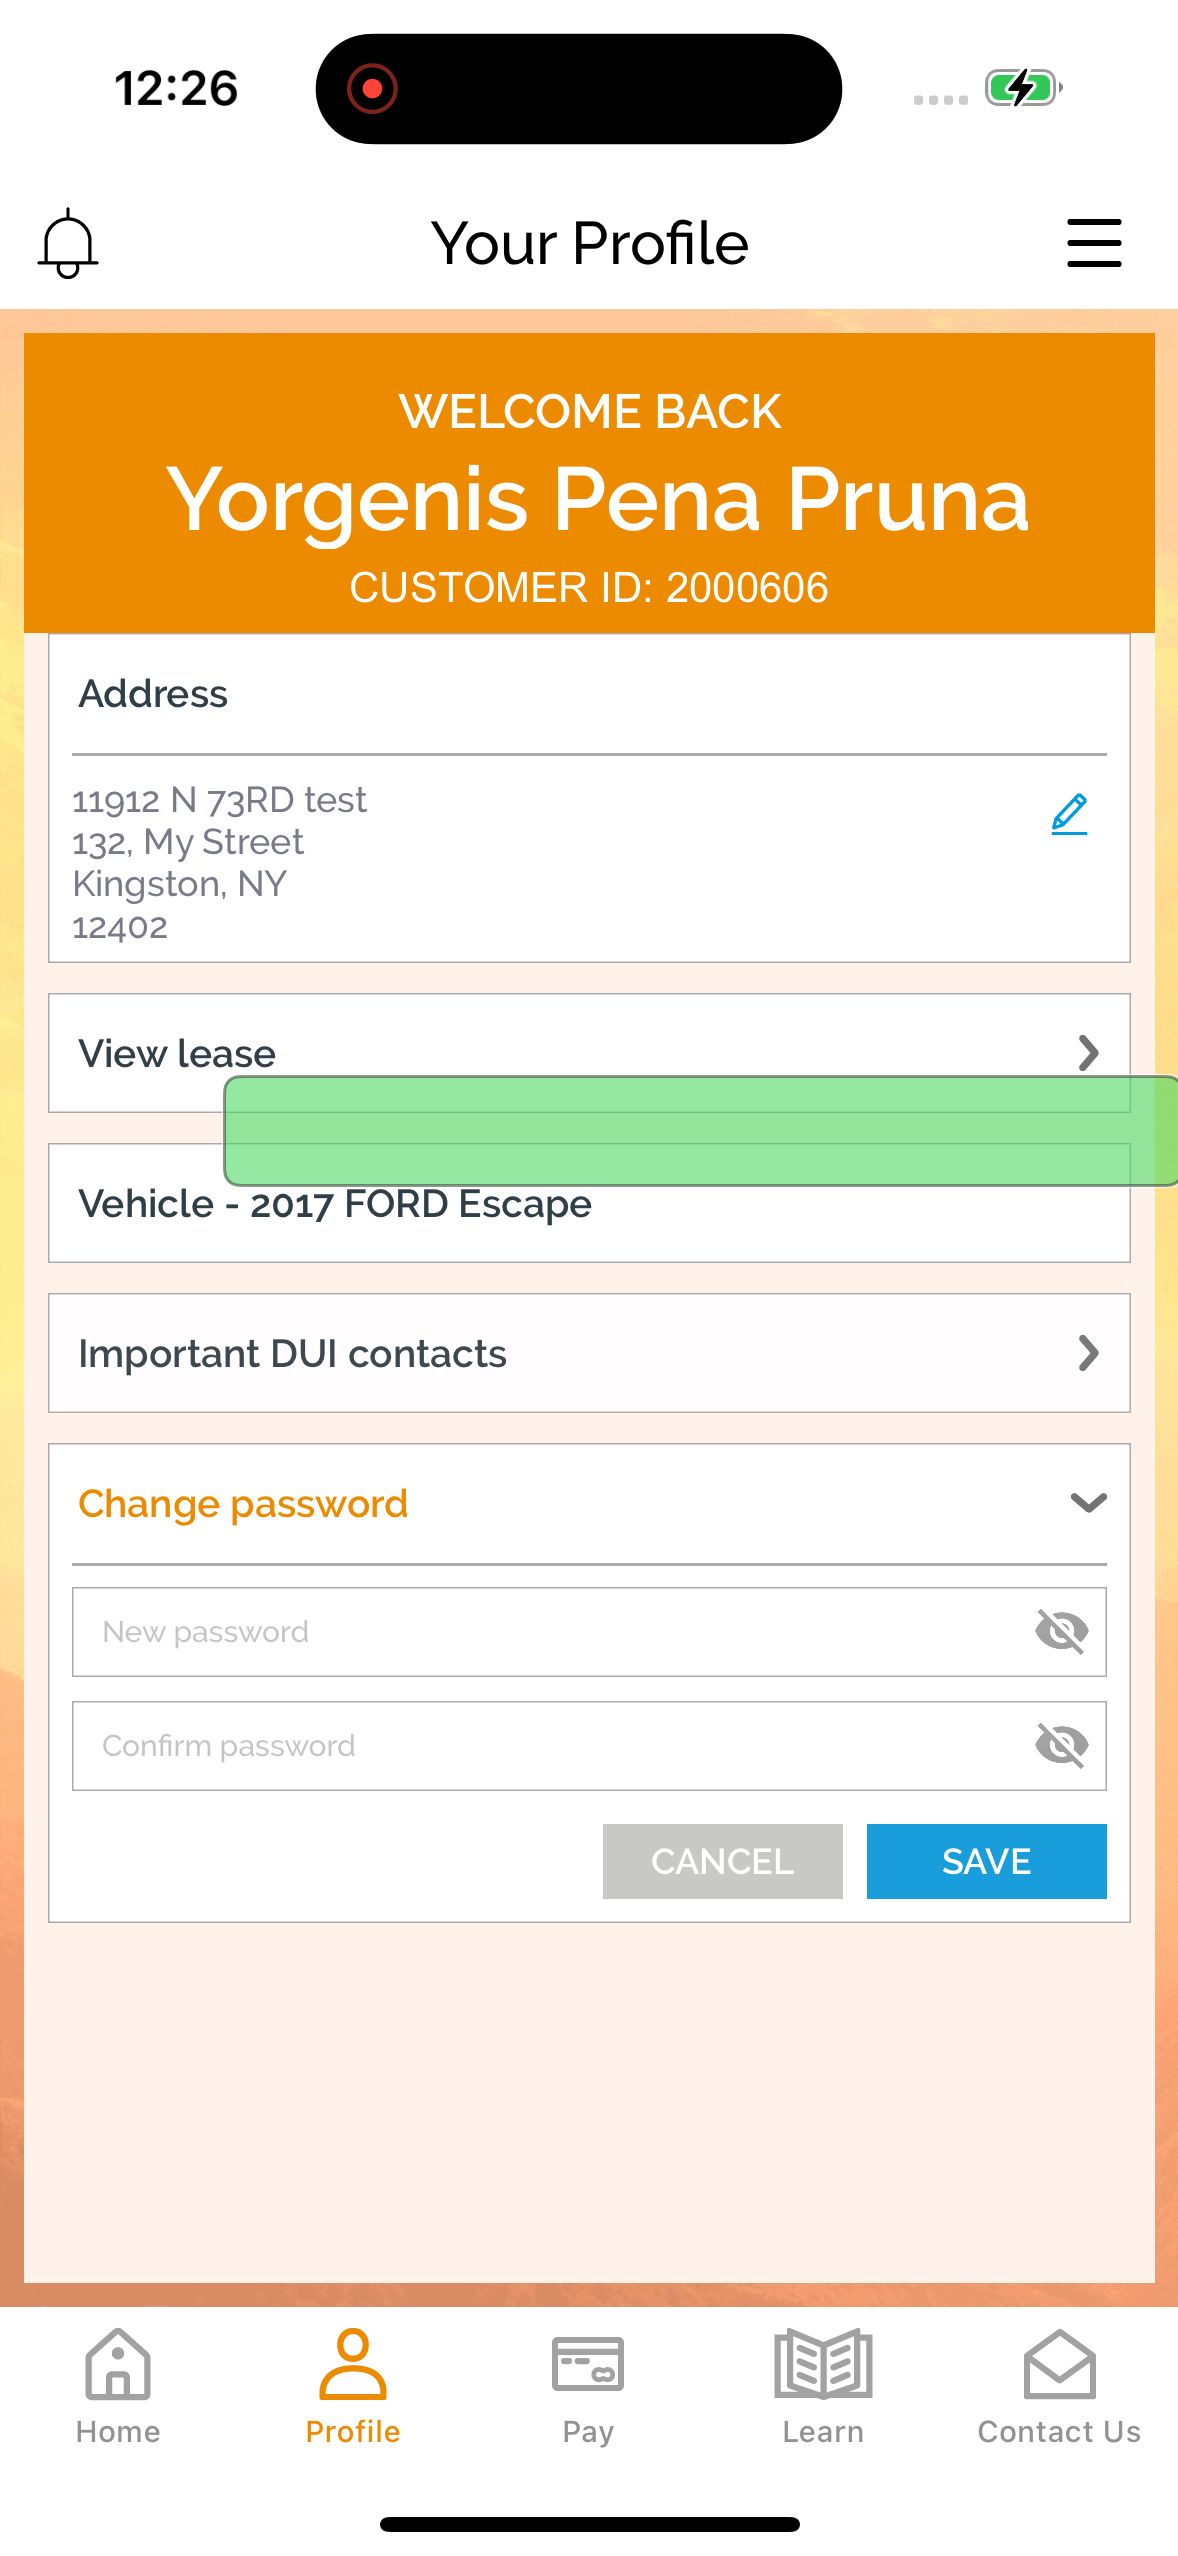 12:26
Your Profile
WELCOME BACK
Yorgenis Pena Pruna
CUSTOMER ID: 2000606
Address
11912 N 73RD test
132, My Street
Kingston, NY
12402
View lease
Vehicle - 2017 FORD Escape
Important DUI contacts
Change password
New password
Confirm password
CANCEL SAVE
Home Profile Pay Learn Contact Us